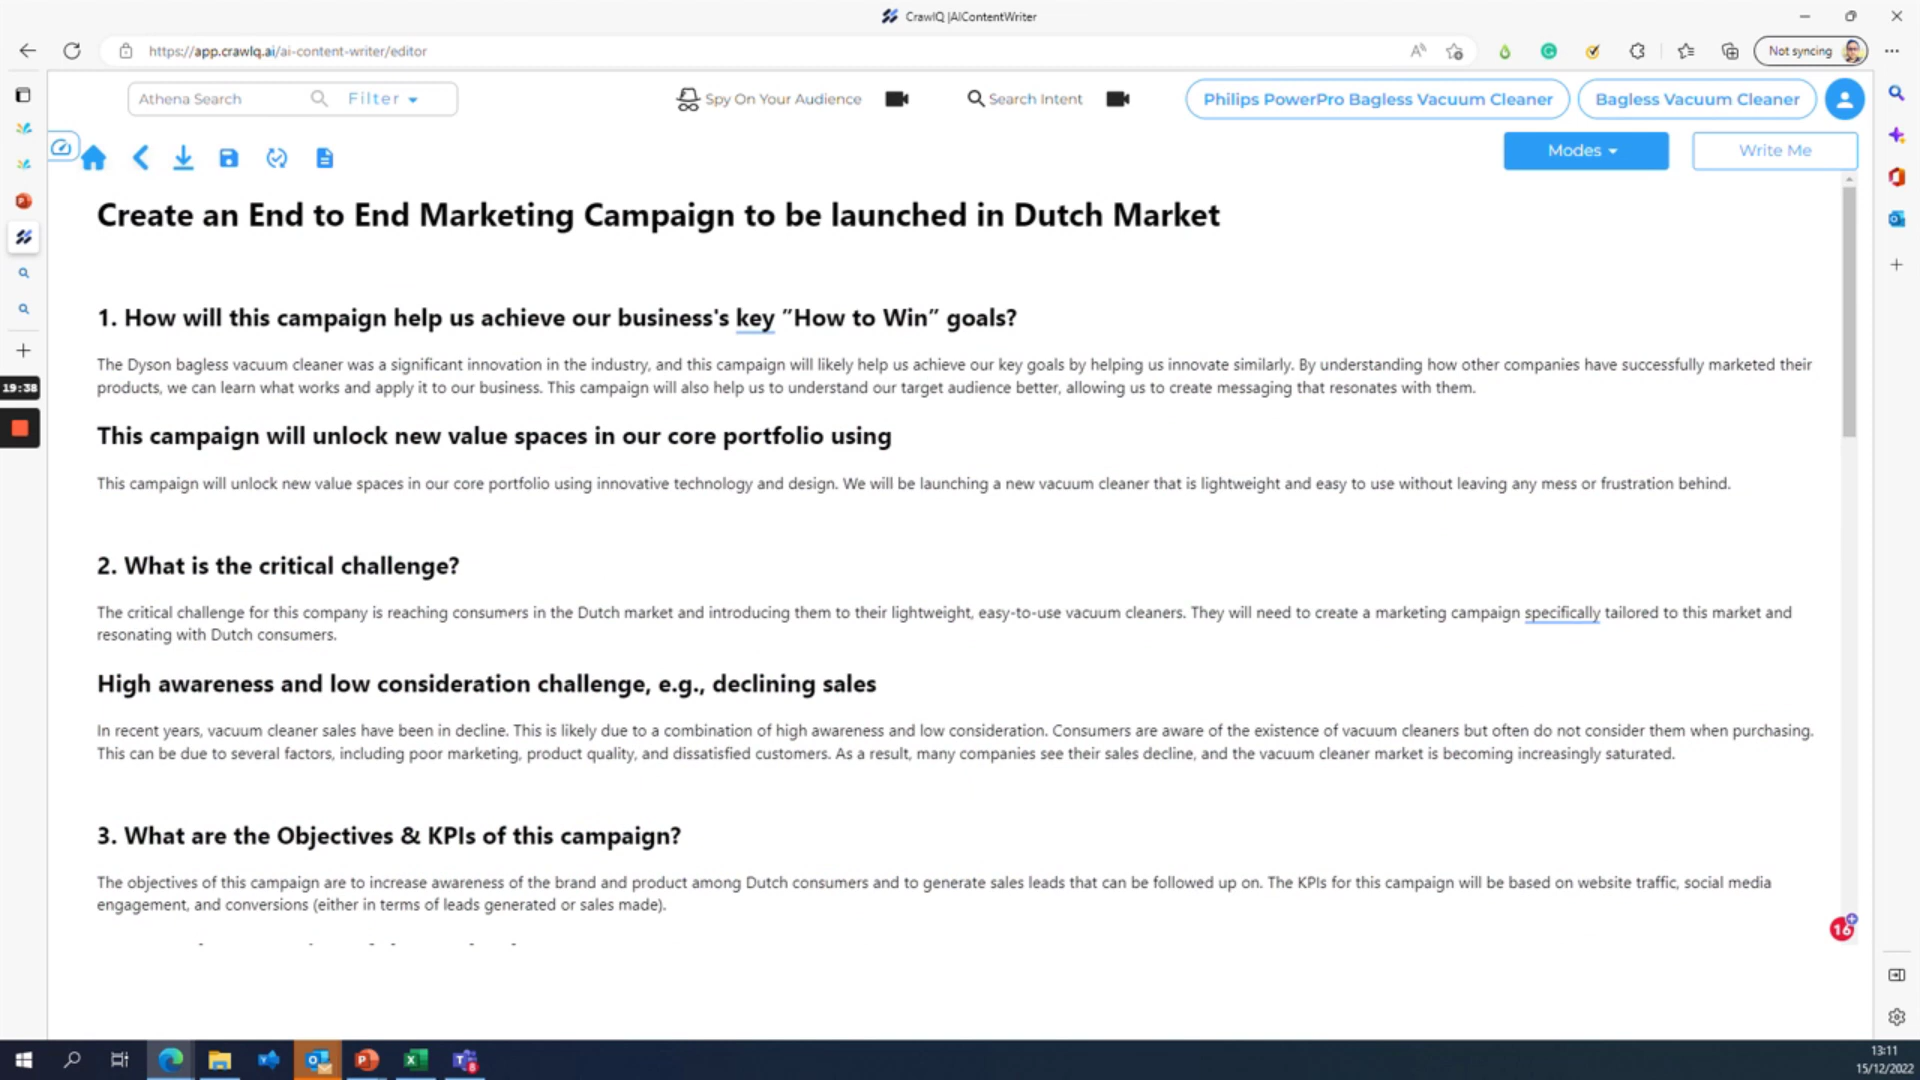 CrawlQ |AIContentWriter
https://app.crawlq.ai/ai-content-writer/editor
Not syncing
Athena Search
Filter
Spy On Your Audience
Search Intent
Philips PowerPro Bagless Vacuum Cleaner
Bagless Vacuum Cleaner
Modes
Write Me
Create an End to End Marketing Campaign to be launched in Dutch Market
1. How will this campaign help us achieve our business's key ”How to Win” goals?
The Dyson bagless vacuum cleaner was a significant innovation in the industry, and this campaign will likely help us achieve our key goals by helping us innovate similarly. By understanding how other companies have successfully marketed their
products, we can learn what works and apply it to our business. This campaign will also help us to understand our target audience better, allowing us to create messaging that resonates with them.
This campaign will unlock new value spaces in our core portfolio using
This campaign will unlock new value spaces in our core portfolio using innovative technology and design. We will be launching a new vacuum cleaner that is lightweight and easy to use without leaving any mess or frustration behind.
2. What is the critical challenge?
The critical challenge for this company is reaching consumers in the Dutch market and introducing them to their lightweight, easy-to-use vacuum cleaners. They will need to create a marketing campaign specifically tailored to this market and
resonating with Dutch consumers.
High awareness and low consideration challenge, e.g., declining sales
In recent years, vacuum cleaner sales have been in decline. This is likely due to a combination of high awareness and low consideration. Consumers are aware of the existence of vacuum cleaners but often do not consider them when purchasing.
This can be due to several factors, including poor marketing, product quality, and dissatisfied customers. As a result, many companies see their sales decline, and the vacuum cleaner market is becoming increasingly saturated.
3. What are the Objectives & KPIs of this campaign?
The objectives of this campaign are to increase awareness of the brand and product among Dutch consumers and to generate sales leads that can be followed up on. The KPIs for this campaign will be based on website traffic, social media
engagement, and conversions (either in terms of leads generated or sales made).
19:38
16
13:11
15/12/2022